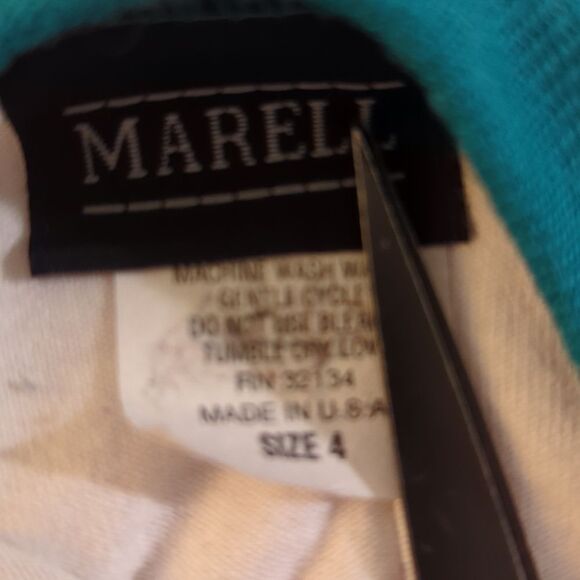 MARELL
MACHINE WASH
GENTLE CYCLE
DO NOT USE
TUMBLE DRY LOW
RN 32134
MADE IN U.S.A
SIZE 4